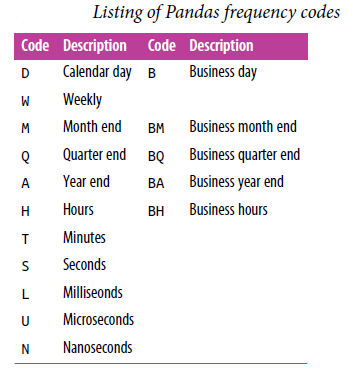 Listing of Pandas frequency codes
Code Description Code Description
D Calendar day B Business day
W Weekly
M Month end BM Business month end
Q Quarter end BQ Business quarter end
A Year end BA Business year end
H Hours BH Business hours
T Minutes
S Seconds
L Milliseonds
U Microseconds
N Nanoseconds